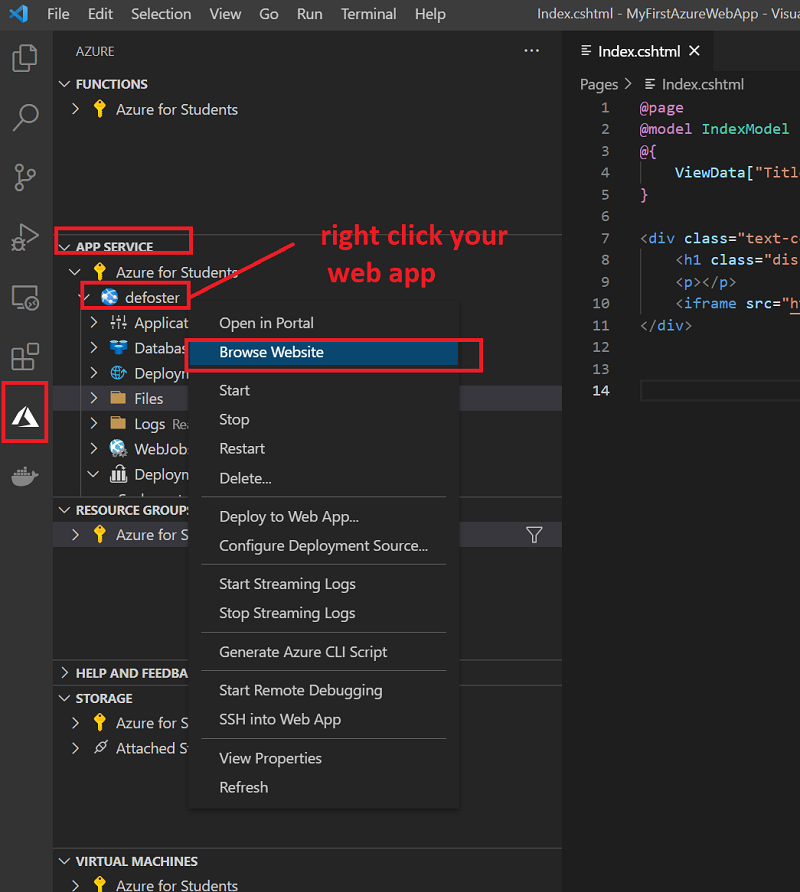 File Edit Selection View Go Run Terminal Help Index.cshtml - MyFirstAzureWebApp - Visua
AZURE ...
FUNCTIONS
Azure for Students
APP SERVICE
Azure for Students
defoster
Applicat
Databas
Deployn
Files
Logs Rea
WebJobs
Deployn
RESOURCE GROUPS
Azure for S
HELP AND FEEDBA
STORAGE
Azure for S
Attached S
VIRTUAL MACHINES
Azure for Students
right click your
web app
Open in Portal
Browse Website
Start
Stop
Restart
Delete...
Deploy to Web App...
Configure Deployment Source...
Start Streaming Logs
Stop Streaming Logs
Generate Azure CLI Script
Start Remote Debugging
SSH into Web App
View Properties
Refresh
Index.cshtml
Pages > Index.cshtml
1 @page
2 @model IndexModel
3 @{
4 ViewData["Titl
5 }
6
7 <div class="text-c
8 <h1 class="dis
9 <p></p>
10 <iframe src="h
11 </div>
12
13
14